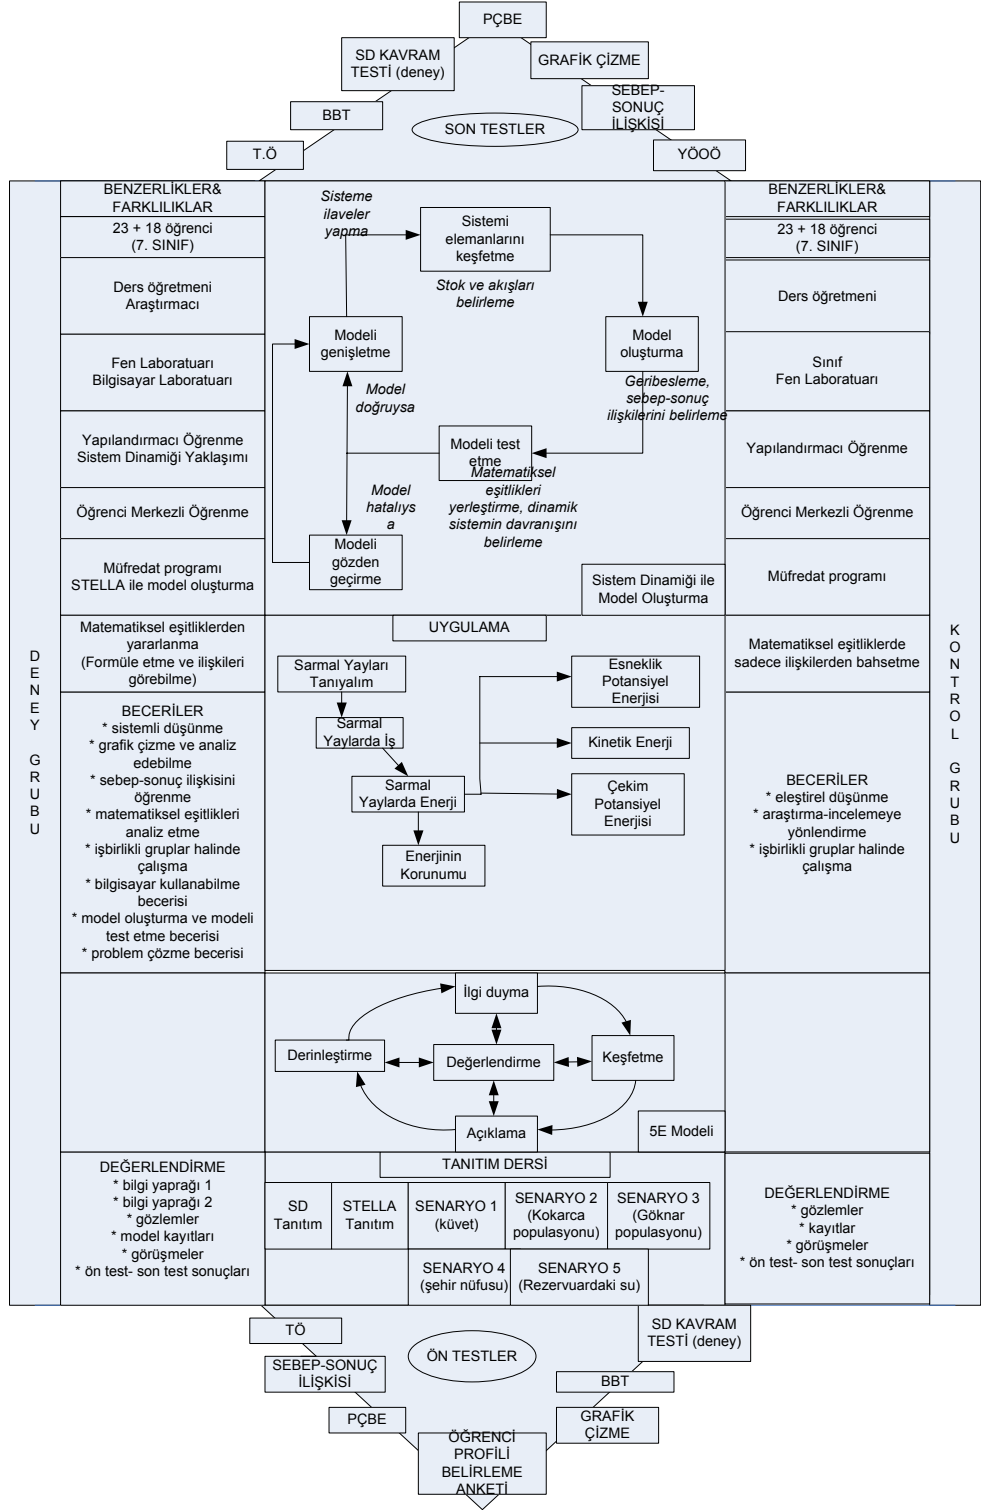 PÇBE
SD KAVRAM
TESTİ (deney)
GRAFİK ÇİZME
BBT
SEBEP-
SONUÇ
İLİŞKİSİ
SON TESTLER
T.Ö
YÖOÖ
DENEY GRUBU
BENZERLİKLER&
FARKLILIKLAR
23 + 18 öğrenci
(7. SINIF)
Ders öğretmeni
Araştırmacı
Fen Laboratuarı
Bilgisayar Laboratuarı
Yapılandırmacı Öğrenme
Sistem Dinamiği Yaklaşımı
Öğrenci Merkezli Öğrenme
Müfredat programı
STELLA ile model oluşturma
Matematiksel eşitliklerden
yararlanma
(Formüle etme ve ilişkileri
görebilme)
BECERİLER
* sistemli düşünme
* grafik çizme ve analiz
edebilme
* sebep-sonuç ilişkisini
öğrenme
* matematiksel eşitlikleri
analiz etme
* işbirlikli gruplar halinde
çalışma
* bilgisayar kullanabilme
becerisi
* model oluşturma ve modeli
test etme becerisi
* problem çözme becerisi
DEĞERLENDİRME
* bilgi yaprağı 1
* bilgi yaprağı 2
* gözlemler
* model kayıtları
* görüşmeler
* ön test- son test sonuçları
Sisteme
ilaveler
yapma
Sistemi
elemanlarını
keşfetme
Stok ve akışları
belirleme
Modeli
genişletme
Model
oluşturma
Model
doğruysa
Geribesleme,
sebep-sonuç
ilişkilerini belirleme
Modeli test
etme
Matematiksel
eşitlikleri
yerleştirme, dinamik
sistemin davranışını
belirleme
Model
hatalıys
a
Modeli
gözden
geçirme
Sistem Dinamiği ile
Model Oluşturma
UYGULAMA
Sarmal Yayları
Tanıyalım
Sarmal
Yaylarda İş
Sarmal
Yaylarda Enerji
Enerjinin
Korunumu
Esneklik
Potansiyel
Enerjisi
Kinetik Enerji
Çekim
Potansiyel
Enerjisi
İlgi duyma
Derinleştirme
Değerlendirme
Keşfetme
Açıklama
5E Modeli
TANITIM DERSİ
SD
Tanıtım
STELLA
Tanıtım
SENARYO 1
(küvet)
SENARYO 2
(Kokarca
populasyonu)
SENARYO 3
(Göknar
populasyonu)
SENARYO 4
(şehir nüfusu)
SENARYO 5
(Rezervuardaki su)
BENZERLİKLER&
FARKLILIKLAR
23 + 18 öğrenci
(7. SINIF)
Ders öğretmeni
Sınıf
Fen Laboratuarı
Yapılandırmacı Öğrenme
Öğrenci Merkezli Öğrenme
Müfredat programı
Matematiksel eşitliklerde
sadece ilişkilerden bahsetme
BECERİLER
* eleştirel düşünme
* araştırma-incelemeye
yönlendirme
* işbirlikli gruplar halinde
çalışma
DEĞERLENDİRME
* gözlemler
* kayıtlar
* görüşmeler
* ön test- son test sonuçları
KONTROL GRUBU
TÖ
SD KAVRAM
TESTİ (deney)
ÖN TESTLER
SEBEP-SONUÇ
İLİŞKİSİ
BBT
PÇBE
GRAFİK
ÇİZME
ÖĞRENCİ
PROFİLİ
BELİRLEME
ANKETİ